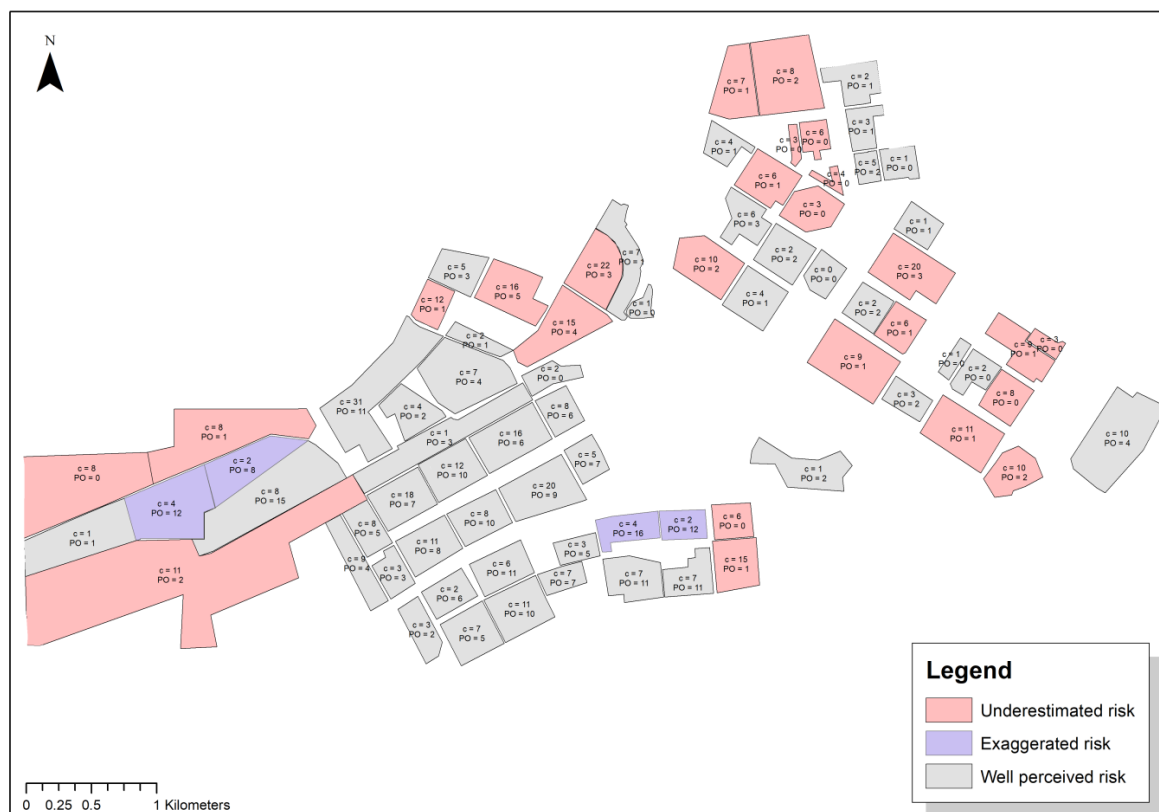 N
c = 7
PO = 1
c = 8
PO = 2
c = 2
PO = 1
c = 3
PO = 1
c = 6
PO = 0
c = 3
PO = 0
c = 4
PO = 1
c = 5
PO = 2
c = 1
PO = 0
c = 4
PO = 0
c = 6
PO = 1
c = 3
PO = 0
c = 6
PO = 3
c = 1
PO = 1
c = 2
PO = 2
c = 10
PO = 2
c = 0
PO = 0
c = 20
PO = 3
c = 4
PO = 1
c = 2
PO = 2
c = 6
PO = 1
c = 9
PO = 1
c = 3
PO = 0
c = 9
PO = 1
c = 1
PO = 0
c = 2
PO = 0
c = 8
PO = 0
c = 3
PO = 2
c = 11
PO = 1
c = 10
PO = 2
c = 10
PO = 4
c = 1
PO = 2
c = 7
PO = 1
c = 22
PO = 3
c = 1
PO = 0
c = 5
PO = 3
c = 16
PO = 5
c = 12
PO = 1
c = 15
PO = 4
c = 2
PO = 1
c = 7
PO = 4
c = 2
PO = 0
c = 31
PO = 11
c = 4
PO = 2
c = 8
PO = 6
c = 1
PO = 3
c = 16
PO = 6
c = 8
PO = 1
c = 8
PO = 0
c = 2
PO = 8
c = 12
PO = 10
c = 5
PO = 7
c = 8
PO = 15
c = 4
PO = 12
c = 18
PO = 7
c = 20
PO = 9
c = 1
PO = 1
c = 8
PO = 5
c = 8
PO = 10
c = 11
PO = 8
c = 4
PO = 16
c = 2
PO = 12
c = 6
PO = 0
c = 3
PO = 5
c = 9
PO = 4
c = 3
PO = 3
c = 6
PO = 11
c = 11
PO = 2
c = 7
PO = 7
c = 7
PO = 11
c = 7
PO = 11
c = 15
PO = 1
c = 2
PO = 6
c = 11
PO = 10
c = 3
PO = 2
c = 7
PO = 5
Legend
Underestimated risk
Exaggerated risk
Well perceived risk
0 0.25 0.5 1 Kilometers